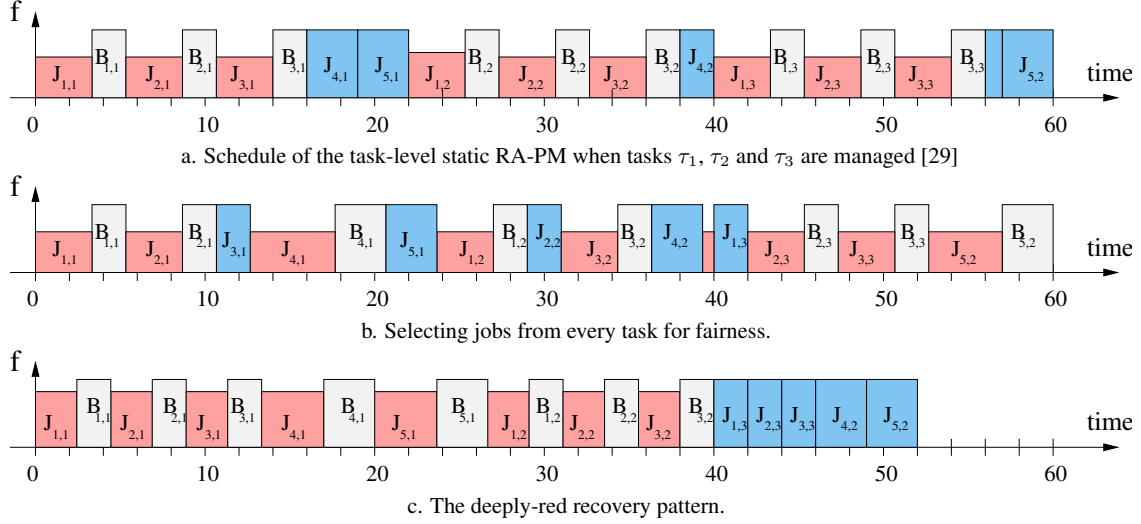 f
J1,1 B1,1 J2,1 B2,1 J3,1 B3,1 J4,1 J5,1 J1,2 B1,2 J2,2 B2,2 J3,2 B3,2 J4,2 J1,3 B1,3 J2,3 B2,3 J3,3 B3,3 J5,2
time
0 10 20 30 40 50 60
a. Schedule of the task-level static RA-PM when tasks τ1, τ2 and τ3 are managed [29]
f
J1,1 B1,1 J2,1 B2,1 J3,1 J4,1 B4,1 J5,1 J1,2 B1,2 J2,2 J3,2 B3,2 J4,2 J1,3 J2,3 B2,3 J3,3 B3,3 J5,2 B5,2
time
0 10 20 30 40 50 60
b. Selecting jobs from every task for fairness.
f
J1,1 B1,1 J2,1 B2,1 J3,1 B3,1 J4,1 B4,1 J5,1 B5,1 J1,2 B1,2 J2,2 B2,2 J3,2 B3,2 J1,3 J2,3 J3,3 J4,2 J5,2
time
0 10 20 30 40 50 60
c. The deeply-red recovery pattern.